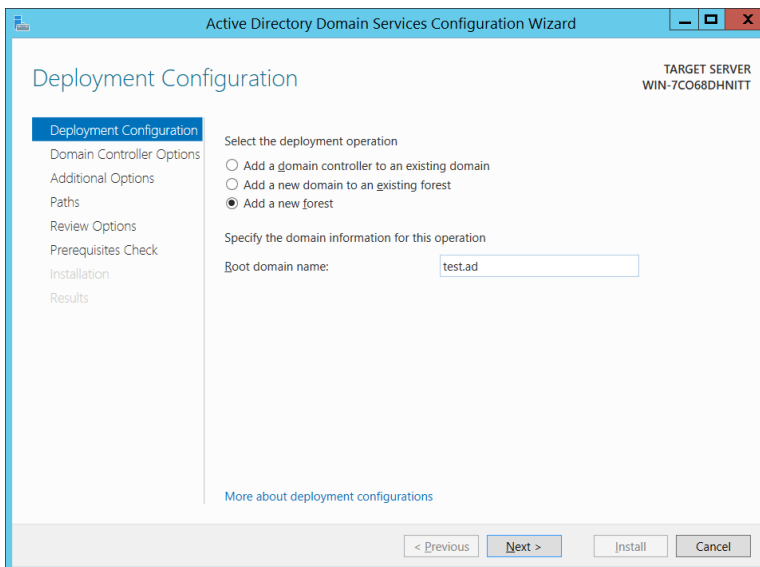 Active Directory Domain Services Configuration Wizard
Deployment Configuration
TARGET SERVER
WIN-7CO68DHNITT
Deployment Configuration
Domain Controller Options
Additional Options
Paths
Review Options
Prerequisites Check
Installation
Results
Select the deployment operation
Add a domain controller to an existing domain
Add a new domain to an existing forest
Add a new forest
Specify the domain information for this operation
Root domain name: test.ad
More about deployment configurations
< Previous Next > Install Cancel